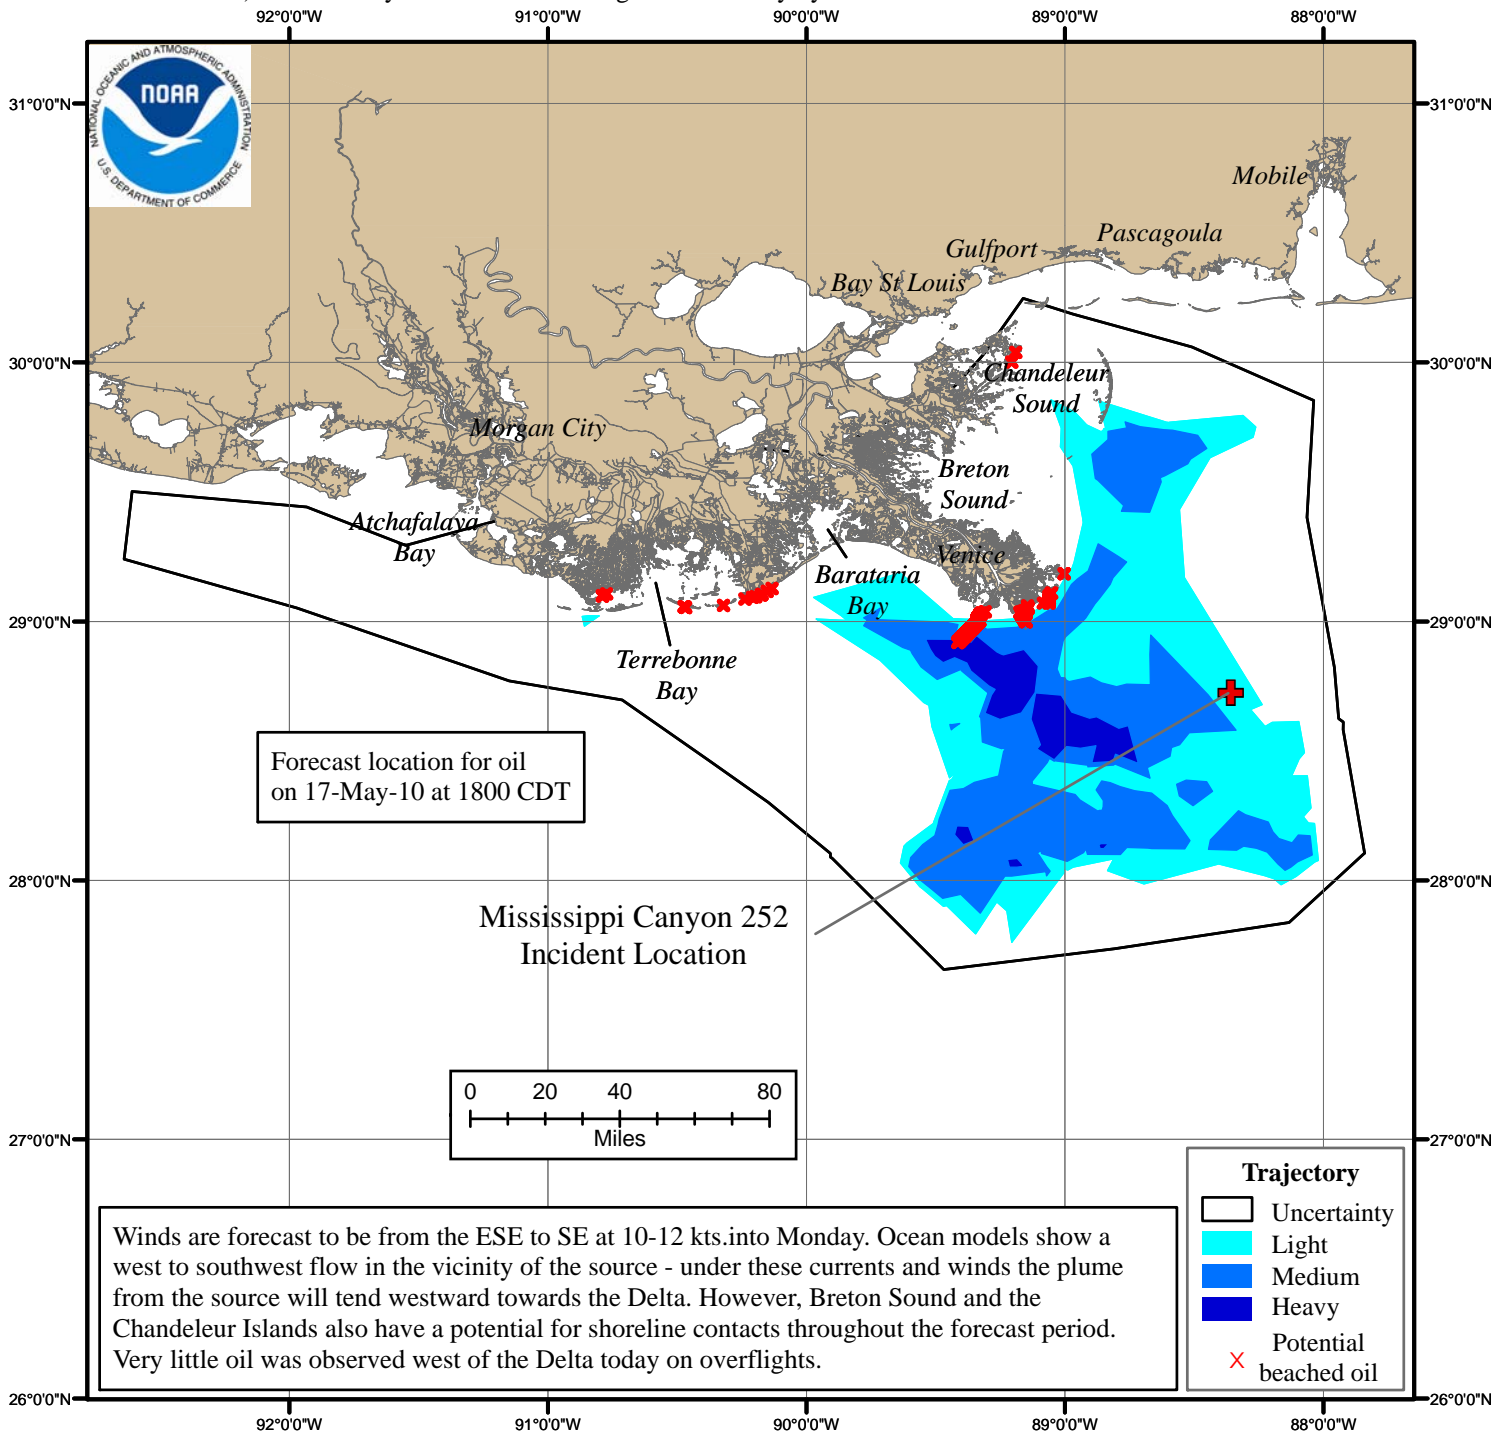 92°0'0"W 91°0'0"W 90°0'0"W 89°0'0"W 88°0'0"W
NATIONAL OCEANIC AND ATMOSPHERIC ADMINISTRATION
NOAA
U.S. DEPARTMENT OF COMMERCE
31°0'0"N 31°0'0"N
Mobile
Pascagoula
Gulfport
Bay St Louis
30°0'0"N 30°0'0"N
Chandeleur
Sound
Morgan City
Breton
Sound
Atchafalaya
Bay
Venice
Barataria
Bay
29°0'0"N 29°0'0"N
Terrebonne
Bay
Forecast location for oil
on 17-May-10 at 1800 CDT
28°0'0"N 28°0'0"N
Mississippi Canyon 252
Incident Location
0 20 40 80
Miles
27°0'0"N 27°0'0"N
Trajectory
Uncertainty
Light
Medium
Heavy
X Potential
beached oil
Winds are forecast to be from the ESE to SE at 10-12 kts.into Monday. Ocean models show a
west to southwest flow in the vicinity of the source - under these currents and winds the plume
from the source will tend westward towards the Delta. However, Breton Sound and the
Chandeleur Islands also have a potential for shoreline contacts throughout the forecast period.
Very little oil was observed west of the Delta today on overflights.
26°0'0"N 26°0'0"N
92°0'0"W 91°0'0"W 90°0'0"W 89°0'0"W 88°0'0"W